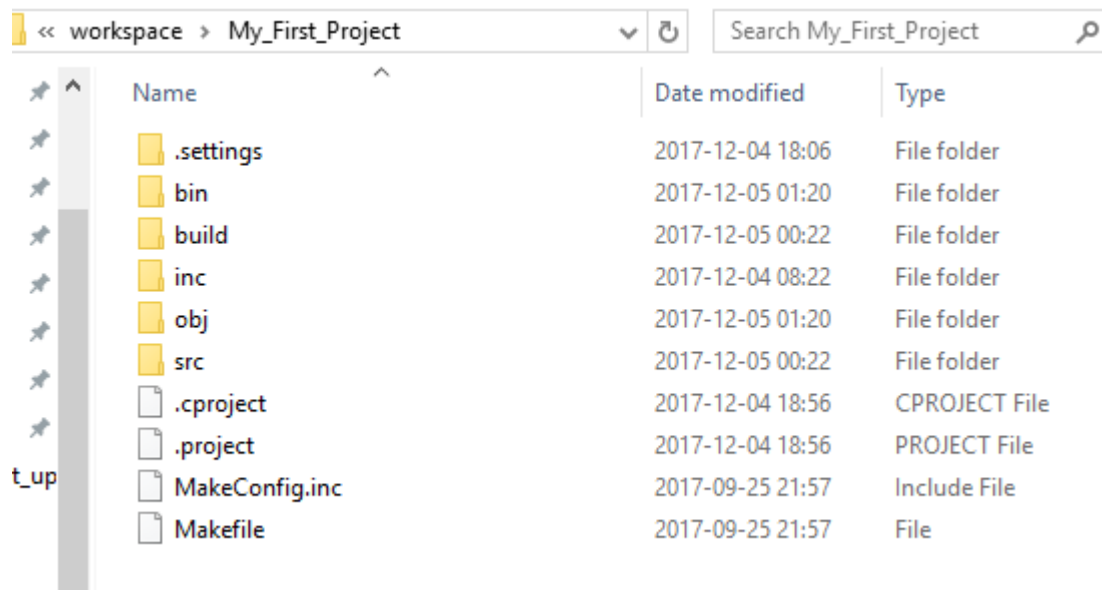 « workspace > My_First_Project Search My_First_Project
Name Date modified Type
.settings 2017-12-04 18:06 File folder
bin 2017-12-05 01:20 File folder
build 2017-12-05 00:22 File folder
inc 2017-12-04 08:22 File folder
obj 2017-12-05 01:20 File folder
src 2017-12-05 00:22 File folder
.cproject 2017-12-04 18:56 CPROJECT File
.project 2017-12-04 18:56 PROJECT File
t_up MakeConfig.inc 2017-09-25 21:57 Include File
Makefile 2017-09-25 21:57 File